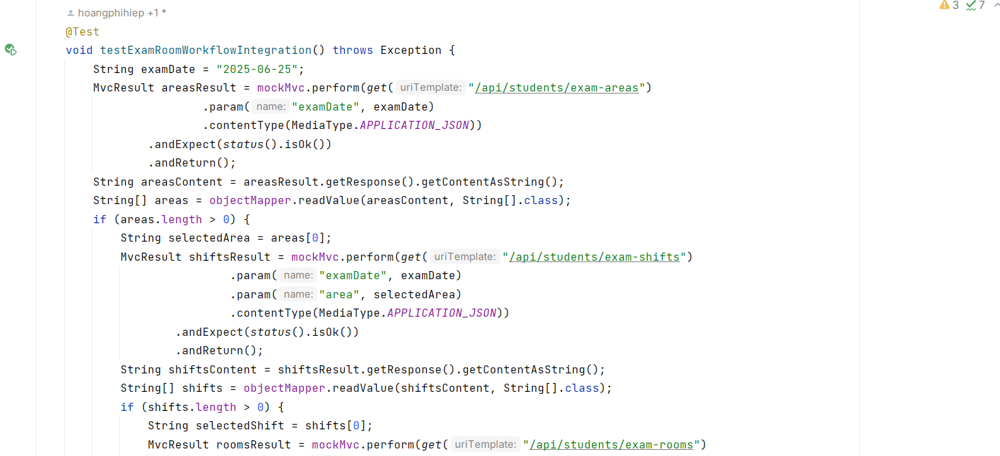 3 7
hoangphihiep +1 *
@Test
void testExamRoomWorkflowIntegration() throws Exception {
    String examDate = "2025-06-25";
    MvcResult areasResult = mockMvc.perform(get( uriTemplate: "/api/students/exam-areas")
                    .param( name: "examDate", examDate)
                    .contentType(MediaType.APPLICATION_JSON))
            .andExpect(status().isOk())
            .andReturn();
    String areasContent = areasResult.getResponse().getContentAsString();
    String[] areas = objectMapper.readValue(areasContent, String[].class);
    if (areas.length > 0) {
        String selectedArea = areas[0];
        MvcResult shiftsResult = mockMvc.perform(get( uriTemplate: "/api/students/exam-shifts")
                        .param( name: "examDate", examDate)
                        .param( name: "area", selectedArea)
                        .contentType(MediaType.APPLICATION_JSON))
                .andExpect(status().isOk())
                .andReturn();
        String shiftsContent = shiftsResult.getResponse().getContentAsString();
        String[] shifts = objectMapper.readValue(shiftsContent, String[].class);
        if (shifts.length > 0) {
            String selectedShift = shifts[0];
            MvcResult roomsResult = mockMvc.perform(get( uriTemplate: "/api/students/exam-rooms")